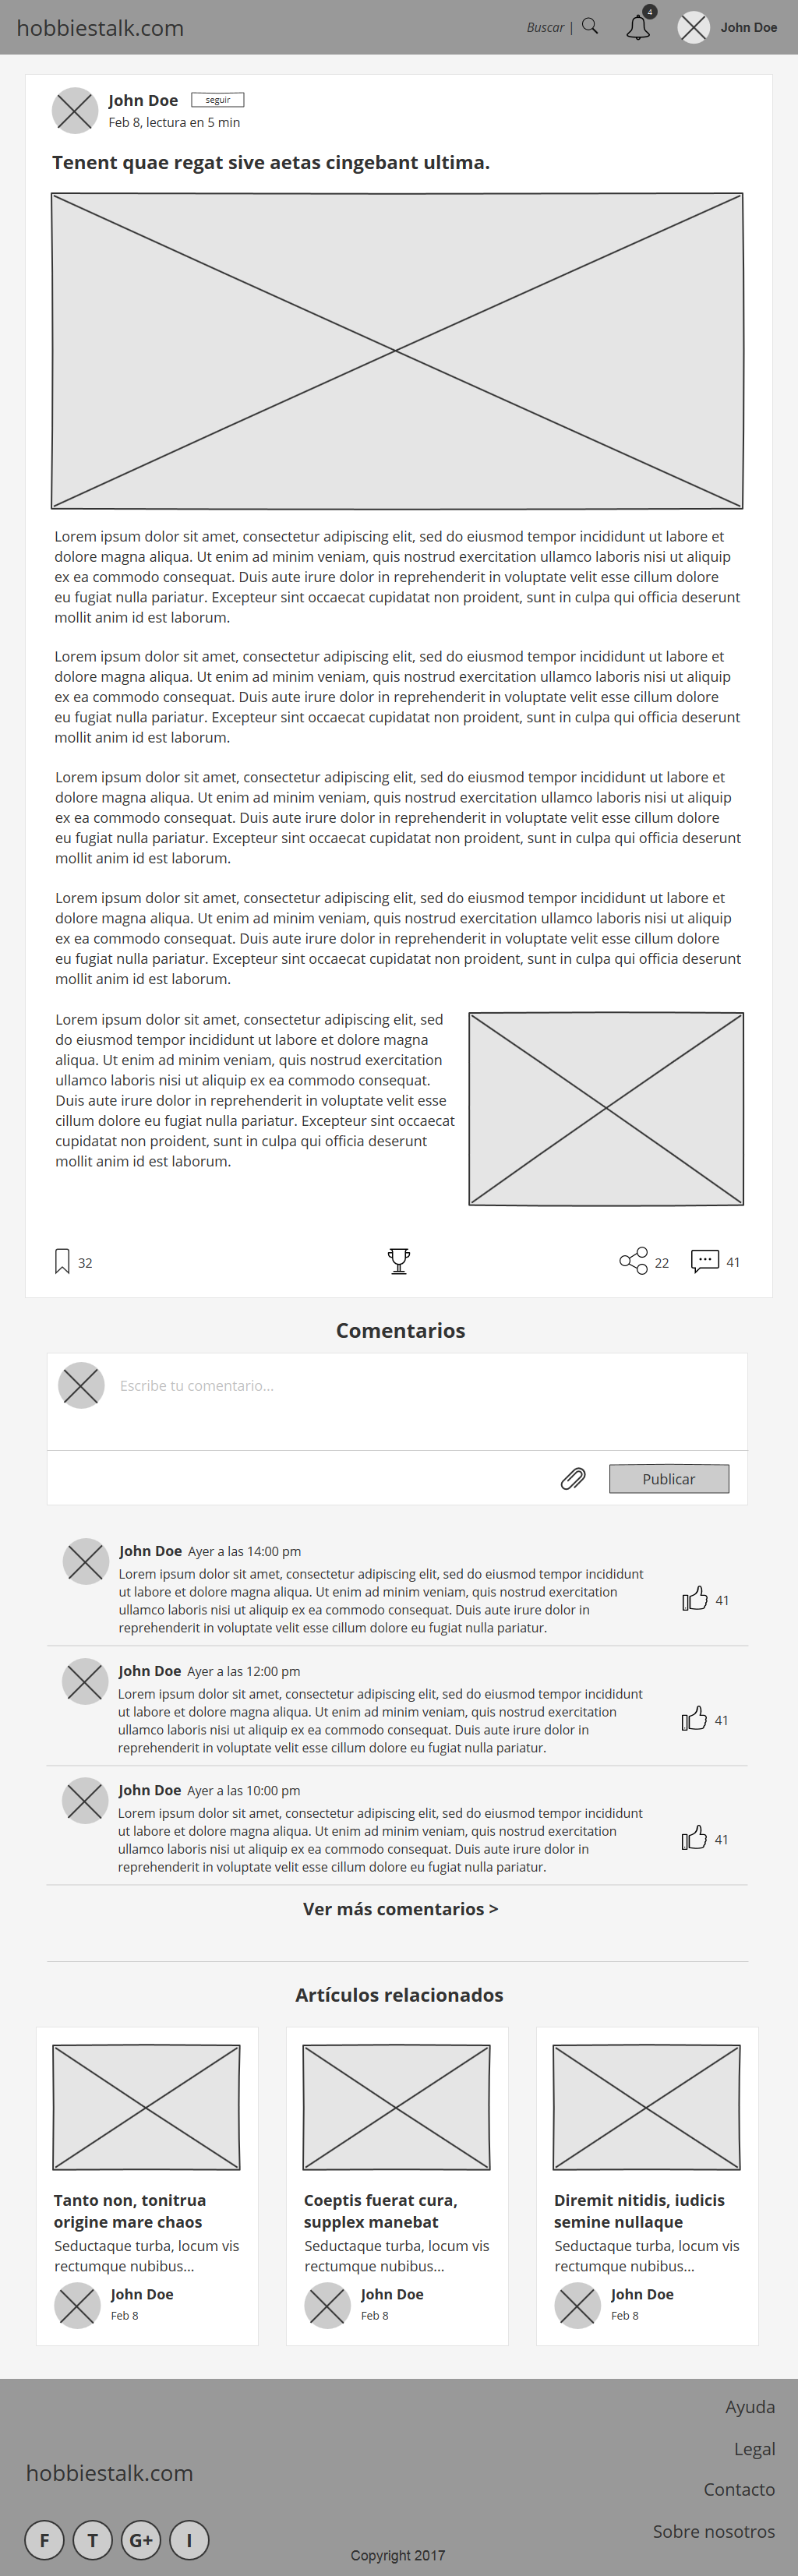 hobbiestalk.com
Buscar |
4
John Doe
John Doe
seguir
Feb 8, lectura en 5 min
Tenent quae regat sive aetas cingebant ultima.
Lorem ipsum dolor sit amet, consectetur adipiscing elit, sed do eiusmod tempor incididunt ut labore et
dolore magna aliqua. Ut enim ad minim veniam, quis nostrud exercitation ullamco laboris nisi ut aliquip
ex ea commodo consequat. Duis aute irure dolor in reprehenderit in voluptate velit esse cillum dolore
eu fugiat nulla pariatur. Excepteur sint occaecat cupidatat non proident, sunt in culpa qui officia deserunt
mollit anim id est laborum.
Lorem ipsum dolor sit amet, consectetur adipiscing elit, sed do eiusmod tempor incididunt ut labore et
dolore magna aliqua. Ut enim ad minim veniam, quis nostrud exercitation ullamco laboris nisi ut aliquip
ex ea commodo consequat. Duis aute irure dolor in reprehenderit in voluptate velit esse cillum dolore
eu fugiat nulla pariatur. Excepteur sint occaecat cupidatat non proident, sunt in culpa qui officia deserunt
mollit anim id est laborum.
Lorem ipsum dolor sit amet, consectetur adipiscing elit, sed do eiusmod tempor incididunt ut labore et
dolore magna aliqua. Ut enim ad minim veniam, quis nostrud exercitation ullamco laboris nisi ut aliquip
ex ea commodo consequat. Duis aute irure dolor in reprehenderit in voluptate velit esse cillum dolore
eu fugiat nulla pariatur. Excepteur sint occaecat cupidatat non proident, sunt in culpa qui officia deserunt
mollit anim id est laborum.
Lorem ipsum dolor sit amet, consectetur adipiscing elit, sed do eiusmod tempor incididunt ut labore et
dolore magna aliqua. Ut enim ad minim veniam, quis nostrud exercitation ullamco laboris nisi ut aliquip
ex ea commodo consequat. Duis aute irure dolor in reprehenderit in voluptate velit esse cillum dolore
eu fugiat nulla pariatur. Excepteur sint occaecat cupidatat non proident, sunt in culpa qui officia deserunt
mollit anim id est laborum.
Lorem ipsum dolor sit amet, consectetur adipiscing elit, sed
do eiusmod tempor incididunt ut labore et dolore magna
aliqua. Ut enim ad minim veniam, quis nostrud exercitation
ullamco laboris nisi ut aliquip ex ea commodo consequat.
Duis aute irure dolor in reprehenderit in voluptate velit esse
cillum dolore eu fugiat nulla pariatur. Excepteur sint occaecat
cupidatat non proident, sunt in culpa qui officia deserunt
mollit anim id est laborum.
32
22
41
Comentarios
Escribe tu comentario...
Publicar
John Doe Ayer a las 14:00 pm
Lorem ipsum dolor sit amet, consectetur adipiscing elit, sed do eiusmod tempor incididunt
ut labore et dolore magna aliqua. Ut enim ad minim veniam, quis nostrud exercitation
ullamco laboris nisi ut aliquip ex ea commodo consequat. Duis aute irure dolor in
reprehenderit in voluptate velit esse cillum dolore eu fugiat nulla pariatur.
41
John Doe Ayer a las 12:00 pm
Lorem ipsum dolor sit amet, consectetur adipiscing elit, sed do eiusmod tempor incididunt
ut labore et dolore magna aliqua. Ut enim ad minim veniam, quis nostrud exercitation
ullamco laboris nisi ut aliquip ex ea commodo consequat. Duis aute irure dolor in
reprehenderit in voluptate velit esse cillum dolore eu fugiat nulla pariatur.
41
John Doe Ayer a las 10:00 pm
Lorem ipsum dolor sit amet, consectetur adipiscing elit, sed do eiusmod tempor incididunt
ut labore et dolore magna aliqua. Ut enim ad minim veniam, quis nostrud exercitation
ullamco laboris nisi ut aliquip ex ea commodo consequat. Duis aute irure dolor in
reprehenderit in voluptate velit esse cillum dolore eu fugiat nulla pariatur.
41
Ver más comentarios >
Artículos relacionados
Tanto non, tonitrua
origine mare chaos
Seductaque turba, locum vis
rectumque nubibus...
John Doe
Feb 8
Coeptis fuerat cura,
supplex manebat
Seductaque turba, locum vis
rectumque nubibus...
John Doe
Feb 8
Diremit nitidis, iudicis
semine nullaque
Seductaque turba, locum vis
rectumque nubibus...
John Doe
Feb 8
Ayuda
Legal
Contacto
Sobre nosotros
hobbiestalk.com
F T G+ I
Copyright 2017